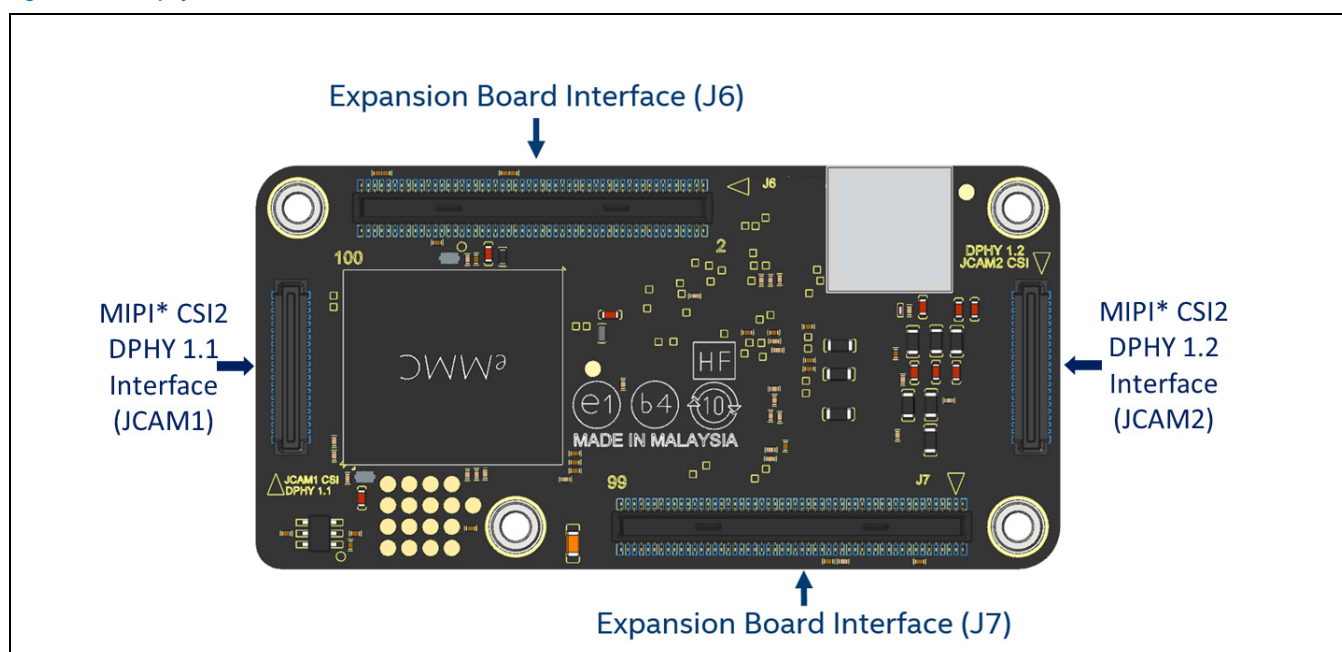 Expansion Board Interface (J6)
J6
100
2
DPHY 1.2
JCAM2 CSI
MIPI* CSI2
DPHY 1.1
Interface
(JCAM1)
MIPI* CSI2
DPHY 1.2
Interface
(JCAM2)
eMMC
HF
e1 b4 10
MADE IN MALAYSIA
JCAM1 CSI
DPHY 1.1
99
J7
Expansion Board Interface (J7)